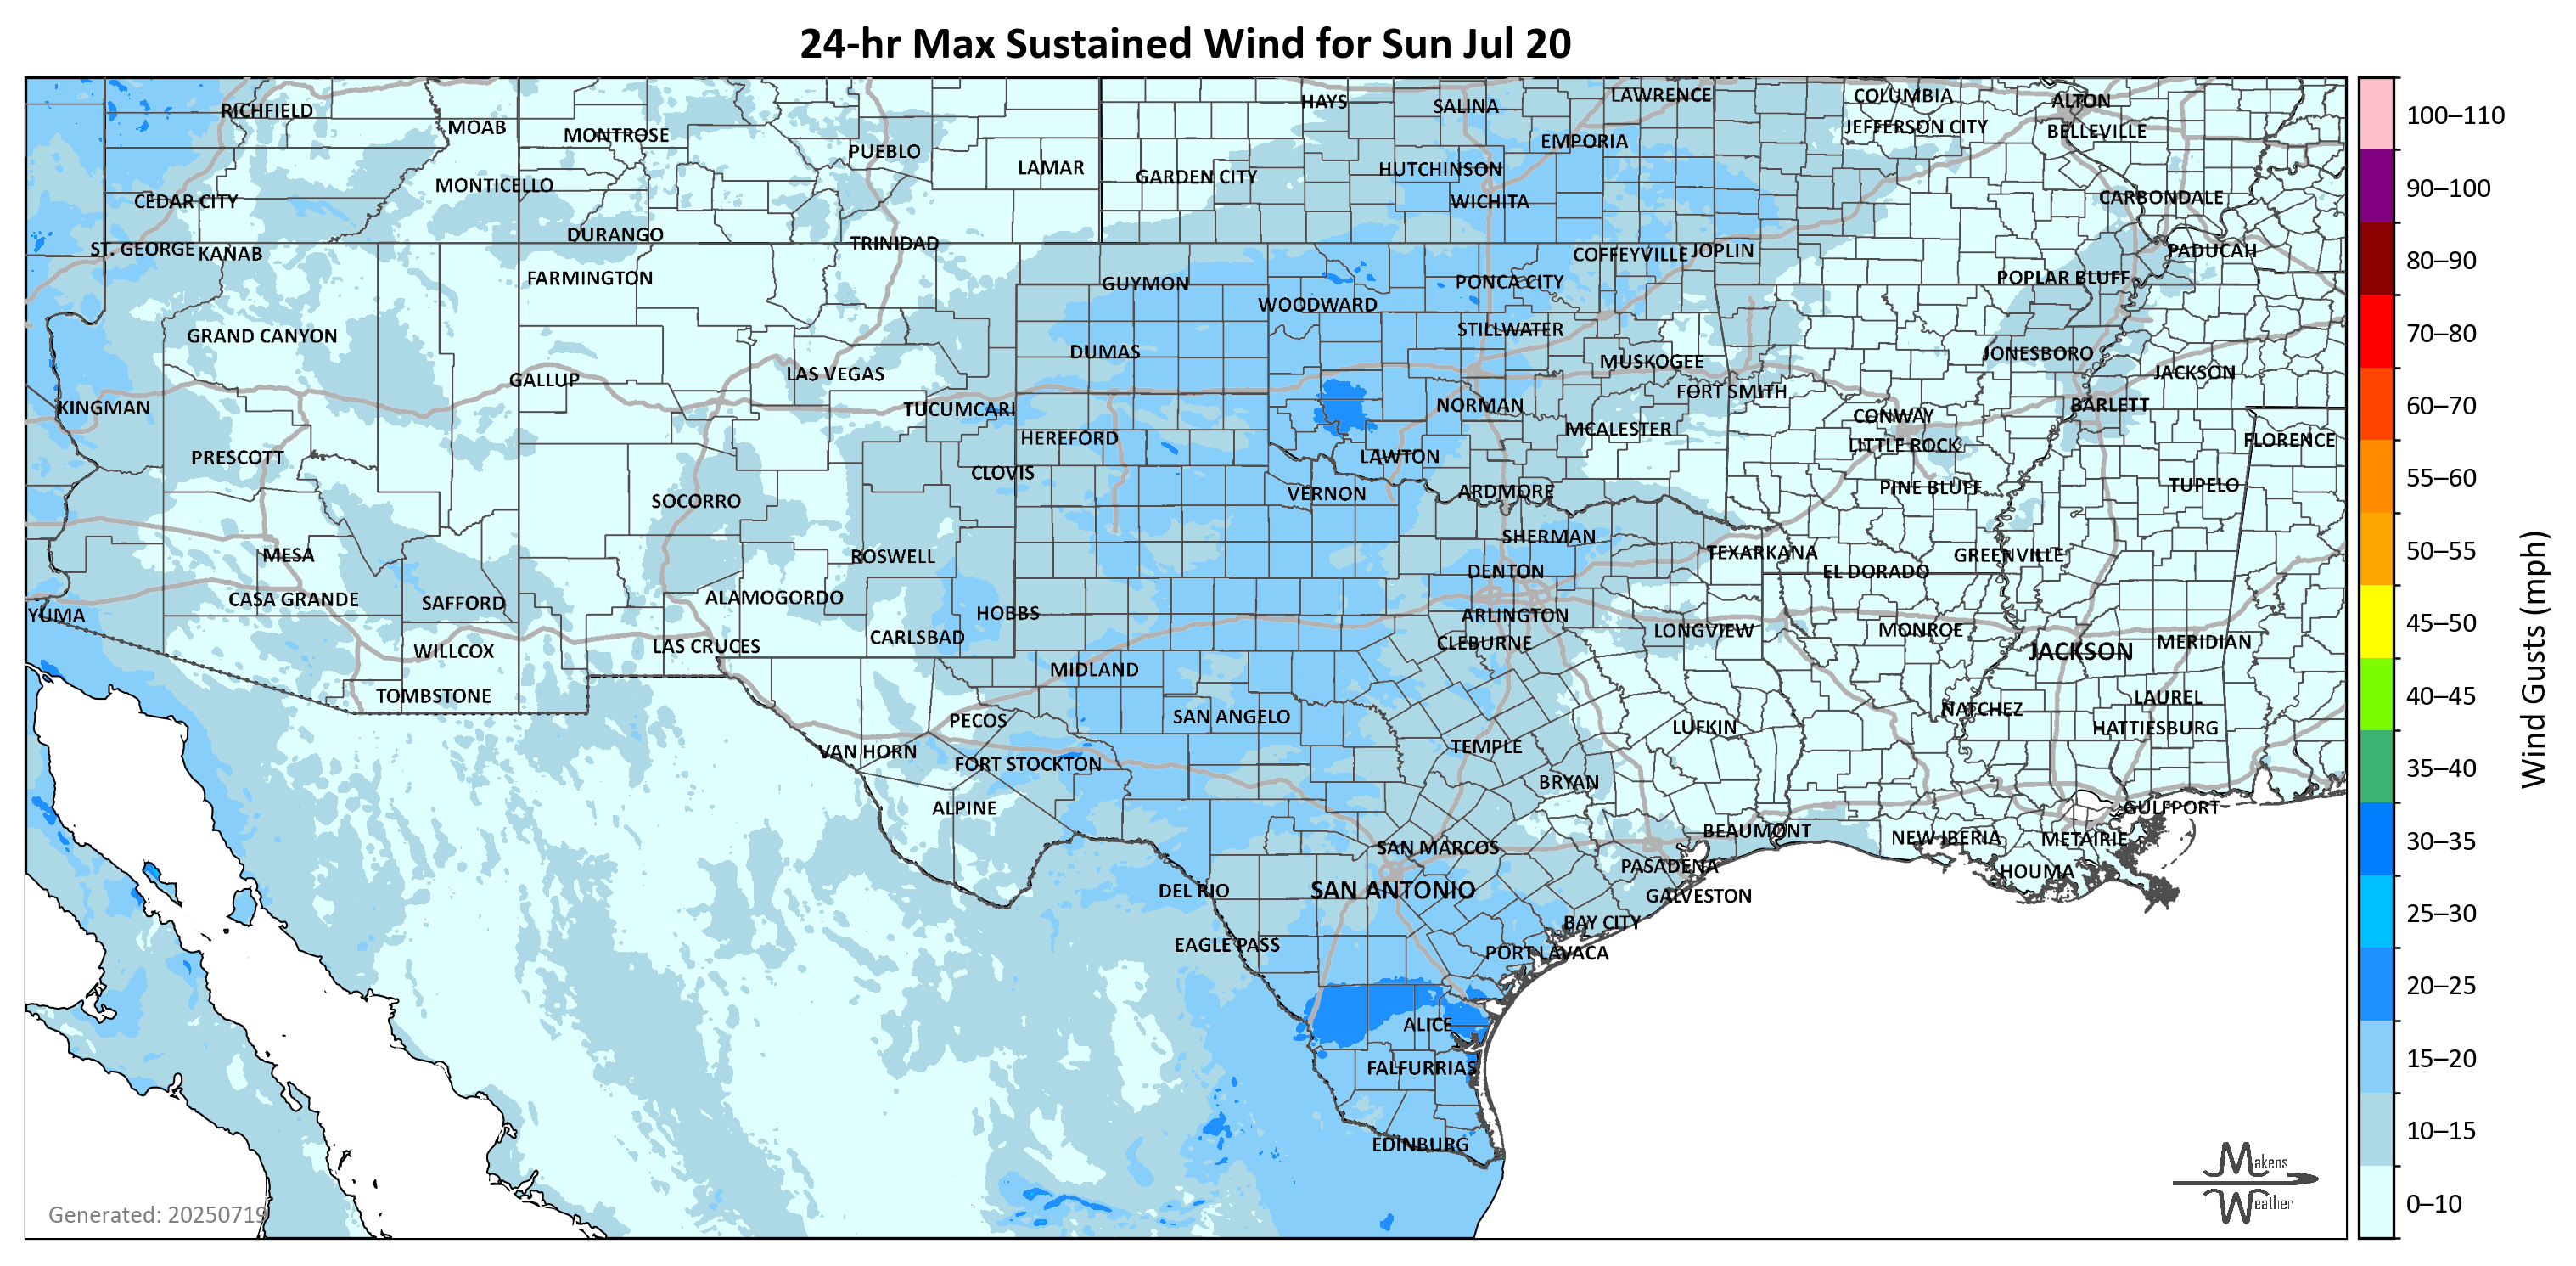 24-hr Max Sustained Wind for Sun Jul 20
RICHFIELD
MOAB
MONTROSE
PUEBLO
LAMAR
HAYS
SALINA
LAWRENCE
COLUMBIA
ALTON
JEFFERSON CITY
BELLEVILLE
EMPORIA
HUTCHINSON
GARDEN CITY
MONTICELLO
CEDAR CITY
WICHITA
CARBONDALE
DURANGO
TRINIDAD
ST. GEORGE
KANAB
COFFEYVILLE
JOPLIN
PADUCAH
FARMINGTON
GUYMON
PONCA CITY
POPLAR BLUFF
WOODWARD
GRAND CANYON
STILLWATER
DUMAS
MUSKOGEE
JONESBORO
JACKSON
GALLUP
LAS VEGAS
FORT SMITH
KINGMAN
TUCUMCARI
NORMAN
CONWAY
BARLETT
MCALESTER
HEREFORD
LITTLE ROCK
FLORENCE
PRESCOTT
CLOVIS
LAWTON
SOCORRO
VERNON
ARDMORE
PINE BLUFF
TUPELO
SHERMAN
MESA
ROSWELL
TEXARKANA
GREENVILLE
DENTON
EL DORADO
CASA GRANDE
SAFFORD
ALAMOGORDO
YUMA
HOBBS
ARLINGTON
CARLSBAD
LONGVIEW
MONROE
CLEBURNE
LAS CRUCES
WILLCOX
JACKSON
MERIDIAN
MIDLAND
TOMBSTONE
LAUREL
NATCHEZ
PECOS
SAN ANGELO
LUFKIN
HATTIESBURG
VAN HORN
TEMPLE
FORT STOCKTON
BRYAN
ALPINE
GULFPORT
BEAUMONT
NEW IBERIA
METAIRIE
SAN MARCOS
PASADENA
HOUMA
DEL RIO
SAN ANTONIO
GALVESTON
BAY CITY
EAGLE PASS
PORT LAVACA
ALICE
FALFURRIAS
EDINBURG
Generated: 20250719
Makens
Weather
100–110
90–100
80–90
70–80
60–70
55–60
50–55
45–50
40–45
35–40
30–35
25–30
20–25
15–20
10–15
0–10
Wind Gusts (mph)